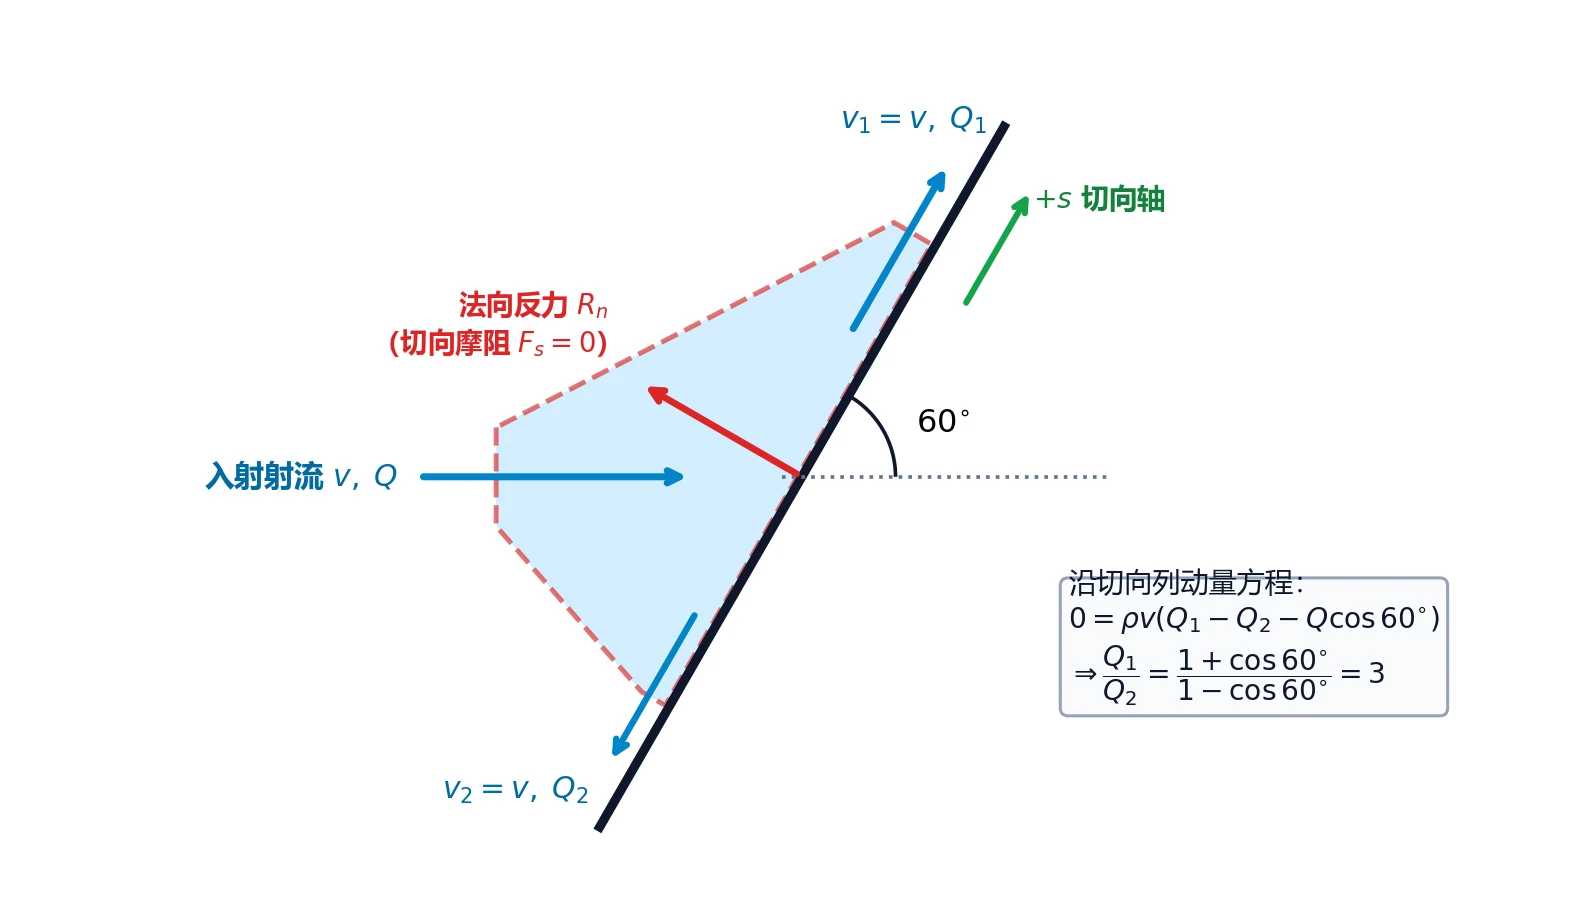 v₁ = v, Q₁
+s 切向轴
法向反力 Rₙ
(切向摩阻 Fₛ = 0)
60°
入射射流 v, Q
沿切向列动量方程：
0 = ρv(Q₁ − Q₂ − Q cos 60°)
⇒ Q₁/Q₂ = (1 + cos 60°)/(1 − cos 60°) = 3
v₂ = v, Q₂